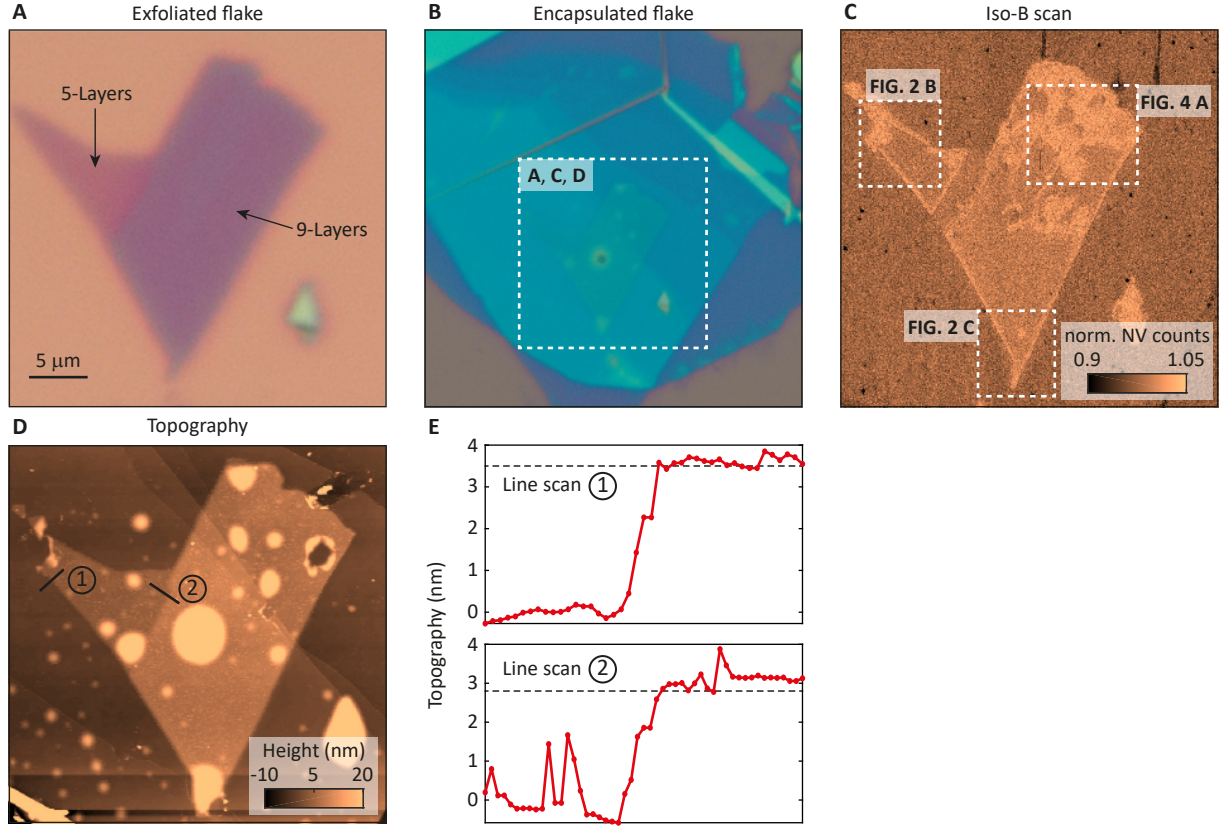 A Exfoliated flake
5-Layers
9-Layers
5 μm
B Encapsulated flake
A, C, D
C Iso-B scan
FIG. 2 B
FIG. 4 A
FIG. 2 C
norm. NV counts
0.9 1.05
D Topography
1
2
Height (nm)
-10 5 20
E
Topography (nm)
4
3
2
1
0
Line scan 1
4
3
2
1
0
Line scan 2